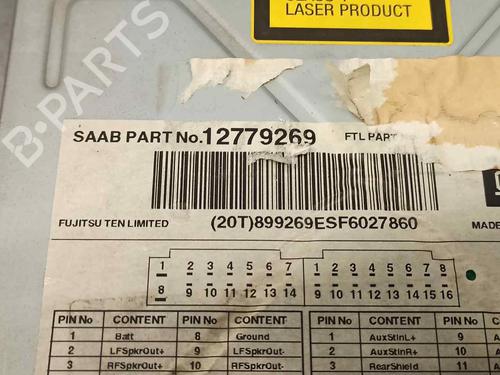 LASER PRODUCT
SAAB PART No.12779269 FTL PART
FUJITSU TEN LIMITED (20T)899269ESF6027860 MADE
1 2 3 4 5 6 7 1 2 3 4 5 6 7 8
8 9 10 11 12 13 14 9 10 11 12 13 14 15 16
PIN No CONTENT PIN No CONTENT PIN No CONTENT PIN
1 Batt 8 Ground 1 AuxStInL+ 9
2 LFSpkrOut+ 9 LFSpkrOut- 2 AuxStInR+ 10
3 RFSpkrOut+ 10 RFSpkrOut- 3 RearShield 11
B-PARTS